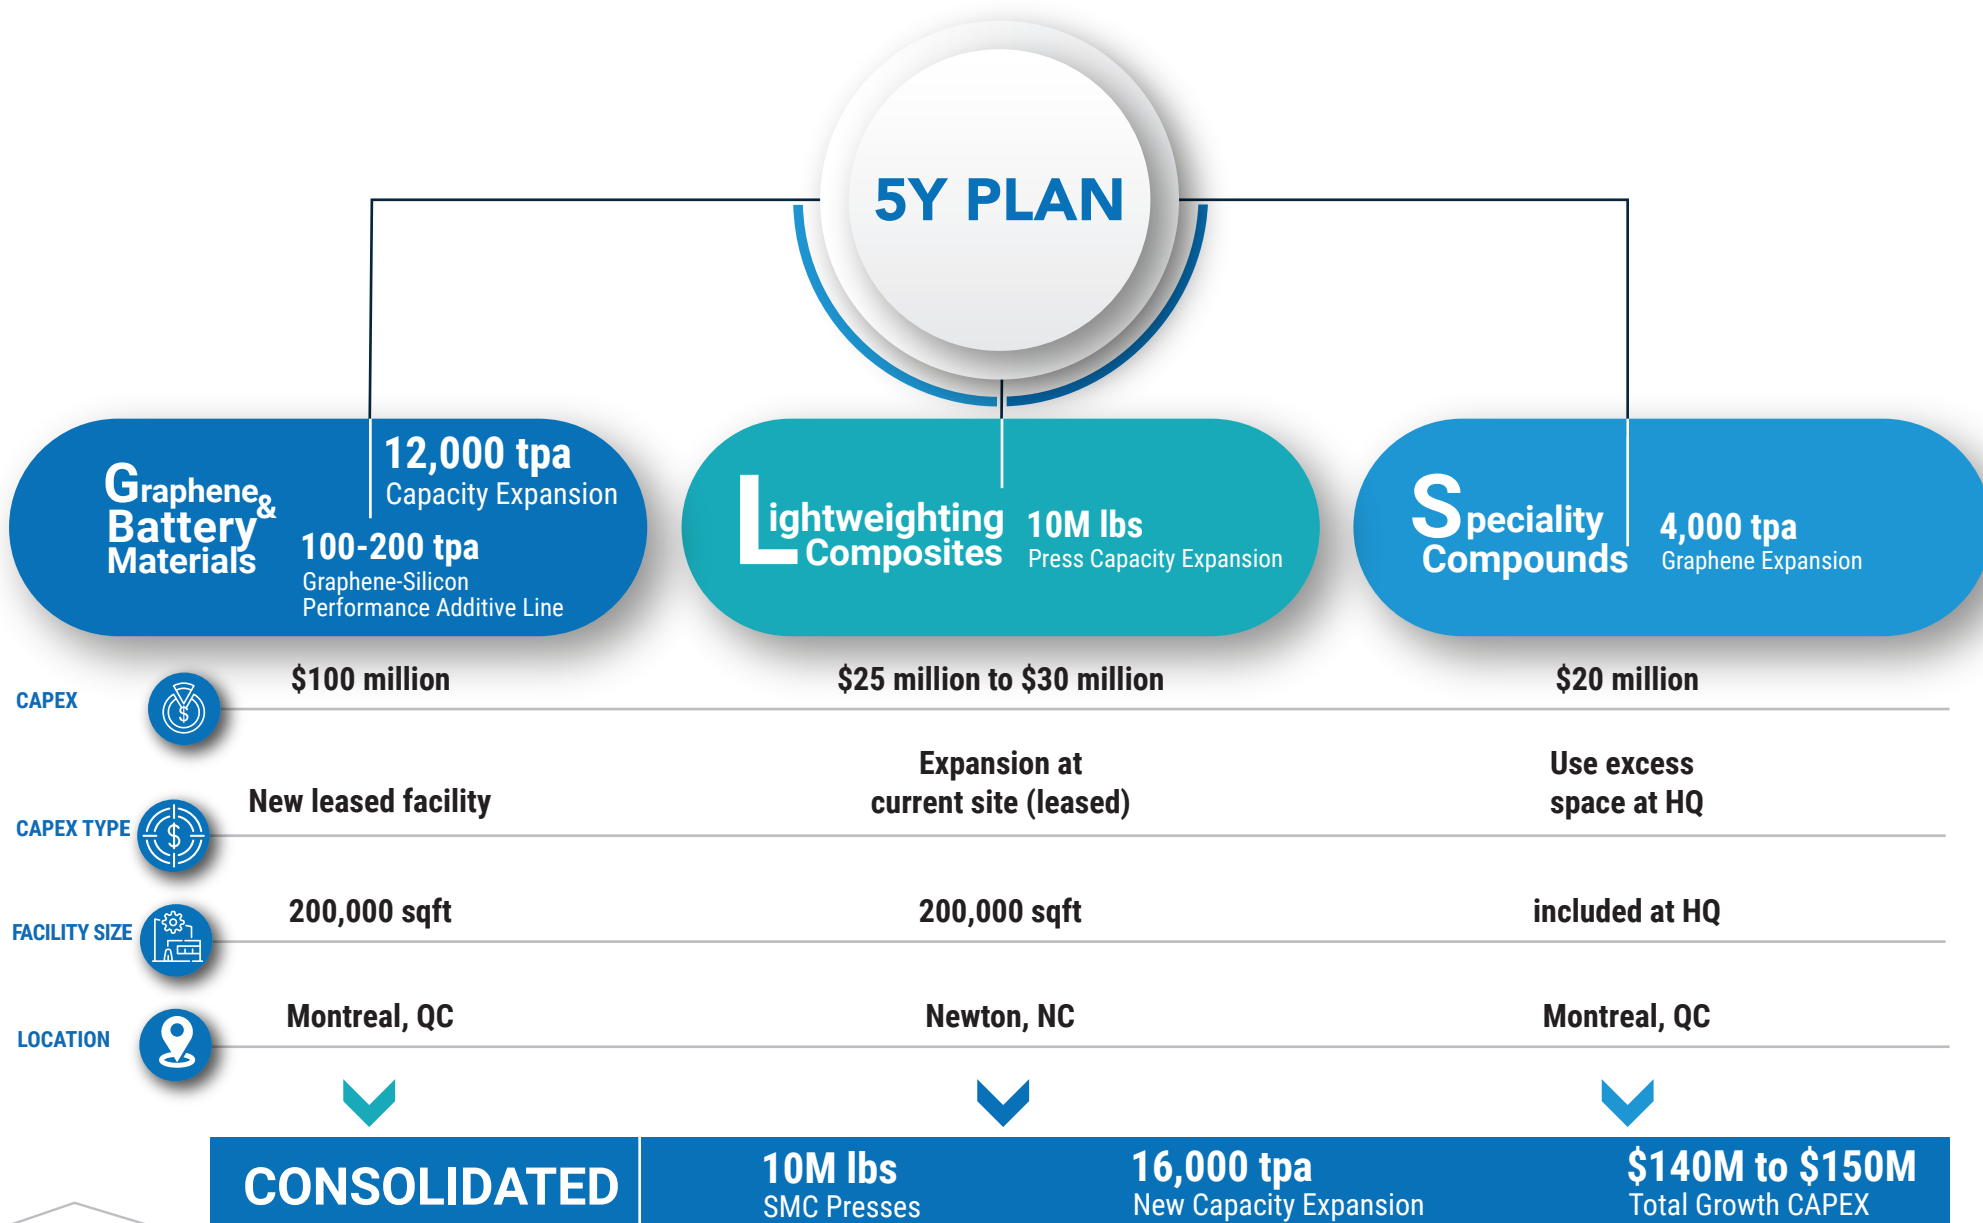 5Y PLAN
Graphene &
Battery
Materials
12,000 tpa
Capacity Expansion
100-200 tpa
Graphene-Silicon
Performance Additive Line
Lightweighting
Composites
10M lbs
Press Capacity Expansion
Speciality
Compounds
4,000 tpa
Graphene Expansion
CAPEX
$100 million
$25 million to $30 million
$20 million
CAPEX TYPE
New leased facility
Expansion at
current site (leased)
Use excess
space at HQ
FACILITY SIZE
200,000 sqft
200,000 sqft
included at HQ
LOCATION
Montreal, QC
Newton, NC
Montreal, QC
CONSOLIDATED
10M lbs
SMC Presses
16,000 tpa
New Capacity Expansion
$140M to $150M
Total Growth CAPEX